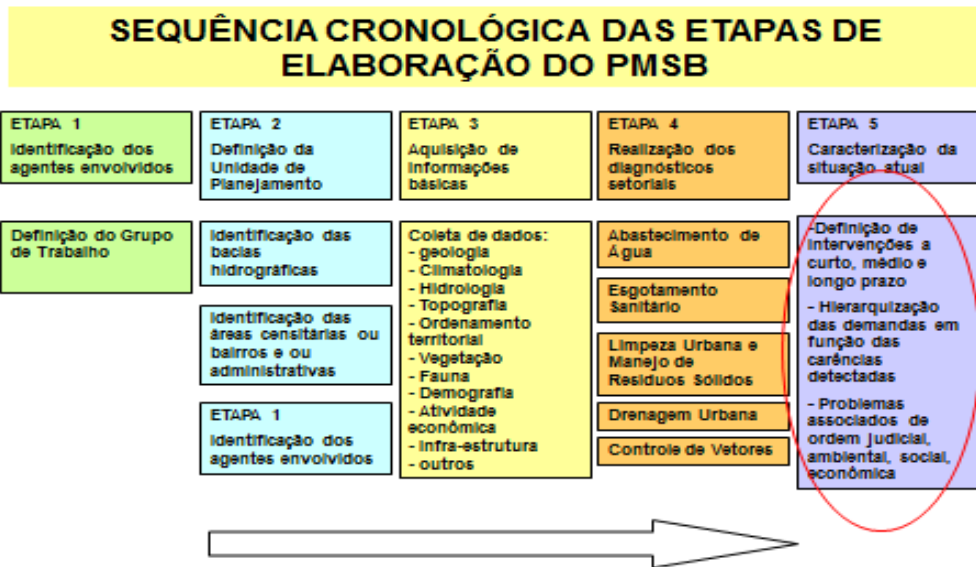 SEQUÊNCIA CRONOLÓGICA DAS ETAPAS DE
ELABORAÇÃO DO PMSB
ETAPA 1
Identificação dos
agentes envolvidos
Definição do Grupo
de Trabalho
ETAPA 2
Definição da
Unidade de
Planejamento
Identificação das
bacias
hidrográficas
Identificação das
áreas censitárias ou
bairros e ou
administrativas
ETAPA 1
Identificação dos
agentes envolvidos
ETAPA 3
Aquisição de
informações
básicas
Coleta de dados:
- geologia
- Climatologia
- Hidrologia
- Topografia
- Ordenamento
territorial
- Vegetação
- Fauna
- Demografia
- Atividade
econômica
- Infra-estrutura
- outros
ETAPA 4
Realização dos
diagnósticos
setoriais
Abastecimento de
Água
Esgotamento
Sanitário
Limpeza Urbana e
Manejo de
Resíduos Sólidos
Drenagem Urbana
Controle de Vetores
ETAPA 5
Caracterização da
situação atual
-Definição de
intervenções a
curto, médio e
longo prazo
- Hierarquização
das demandas em
função das
carências
detectadas
- Problemas
associados de
ordem judicial,
ambiental, social,
econômica